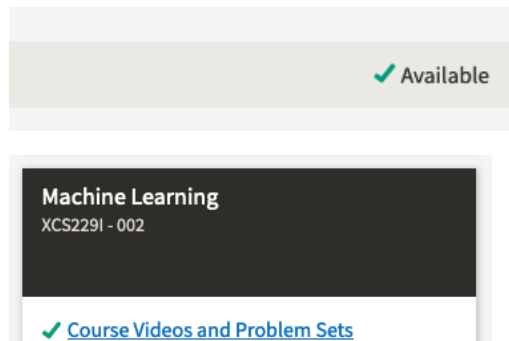 Available
Machine Learning
XCS229I - 002
Course Videos and Problem Sets